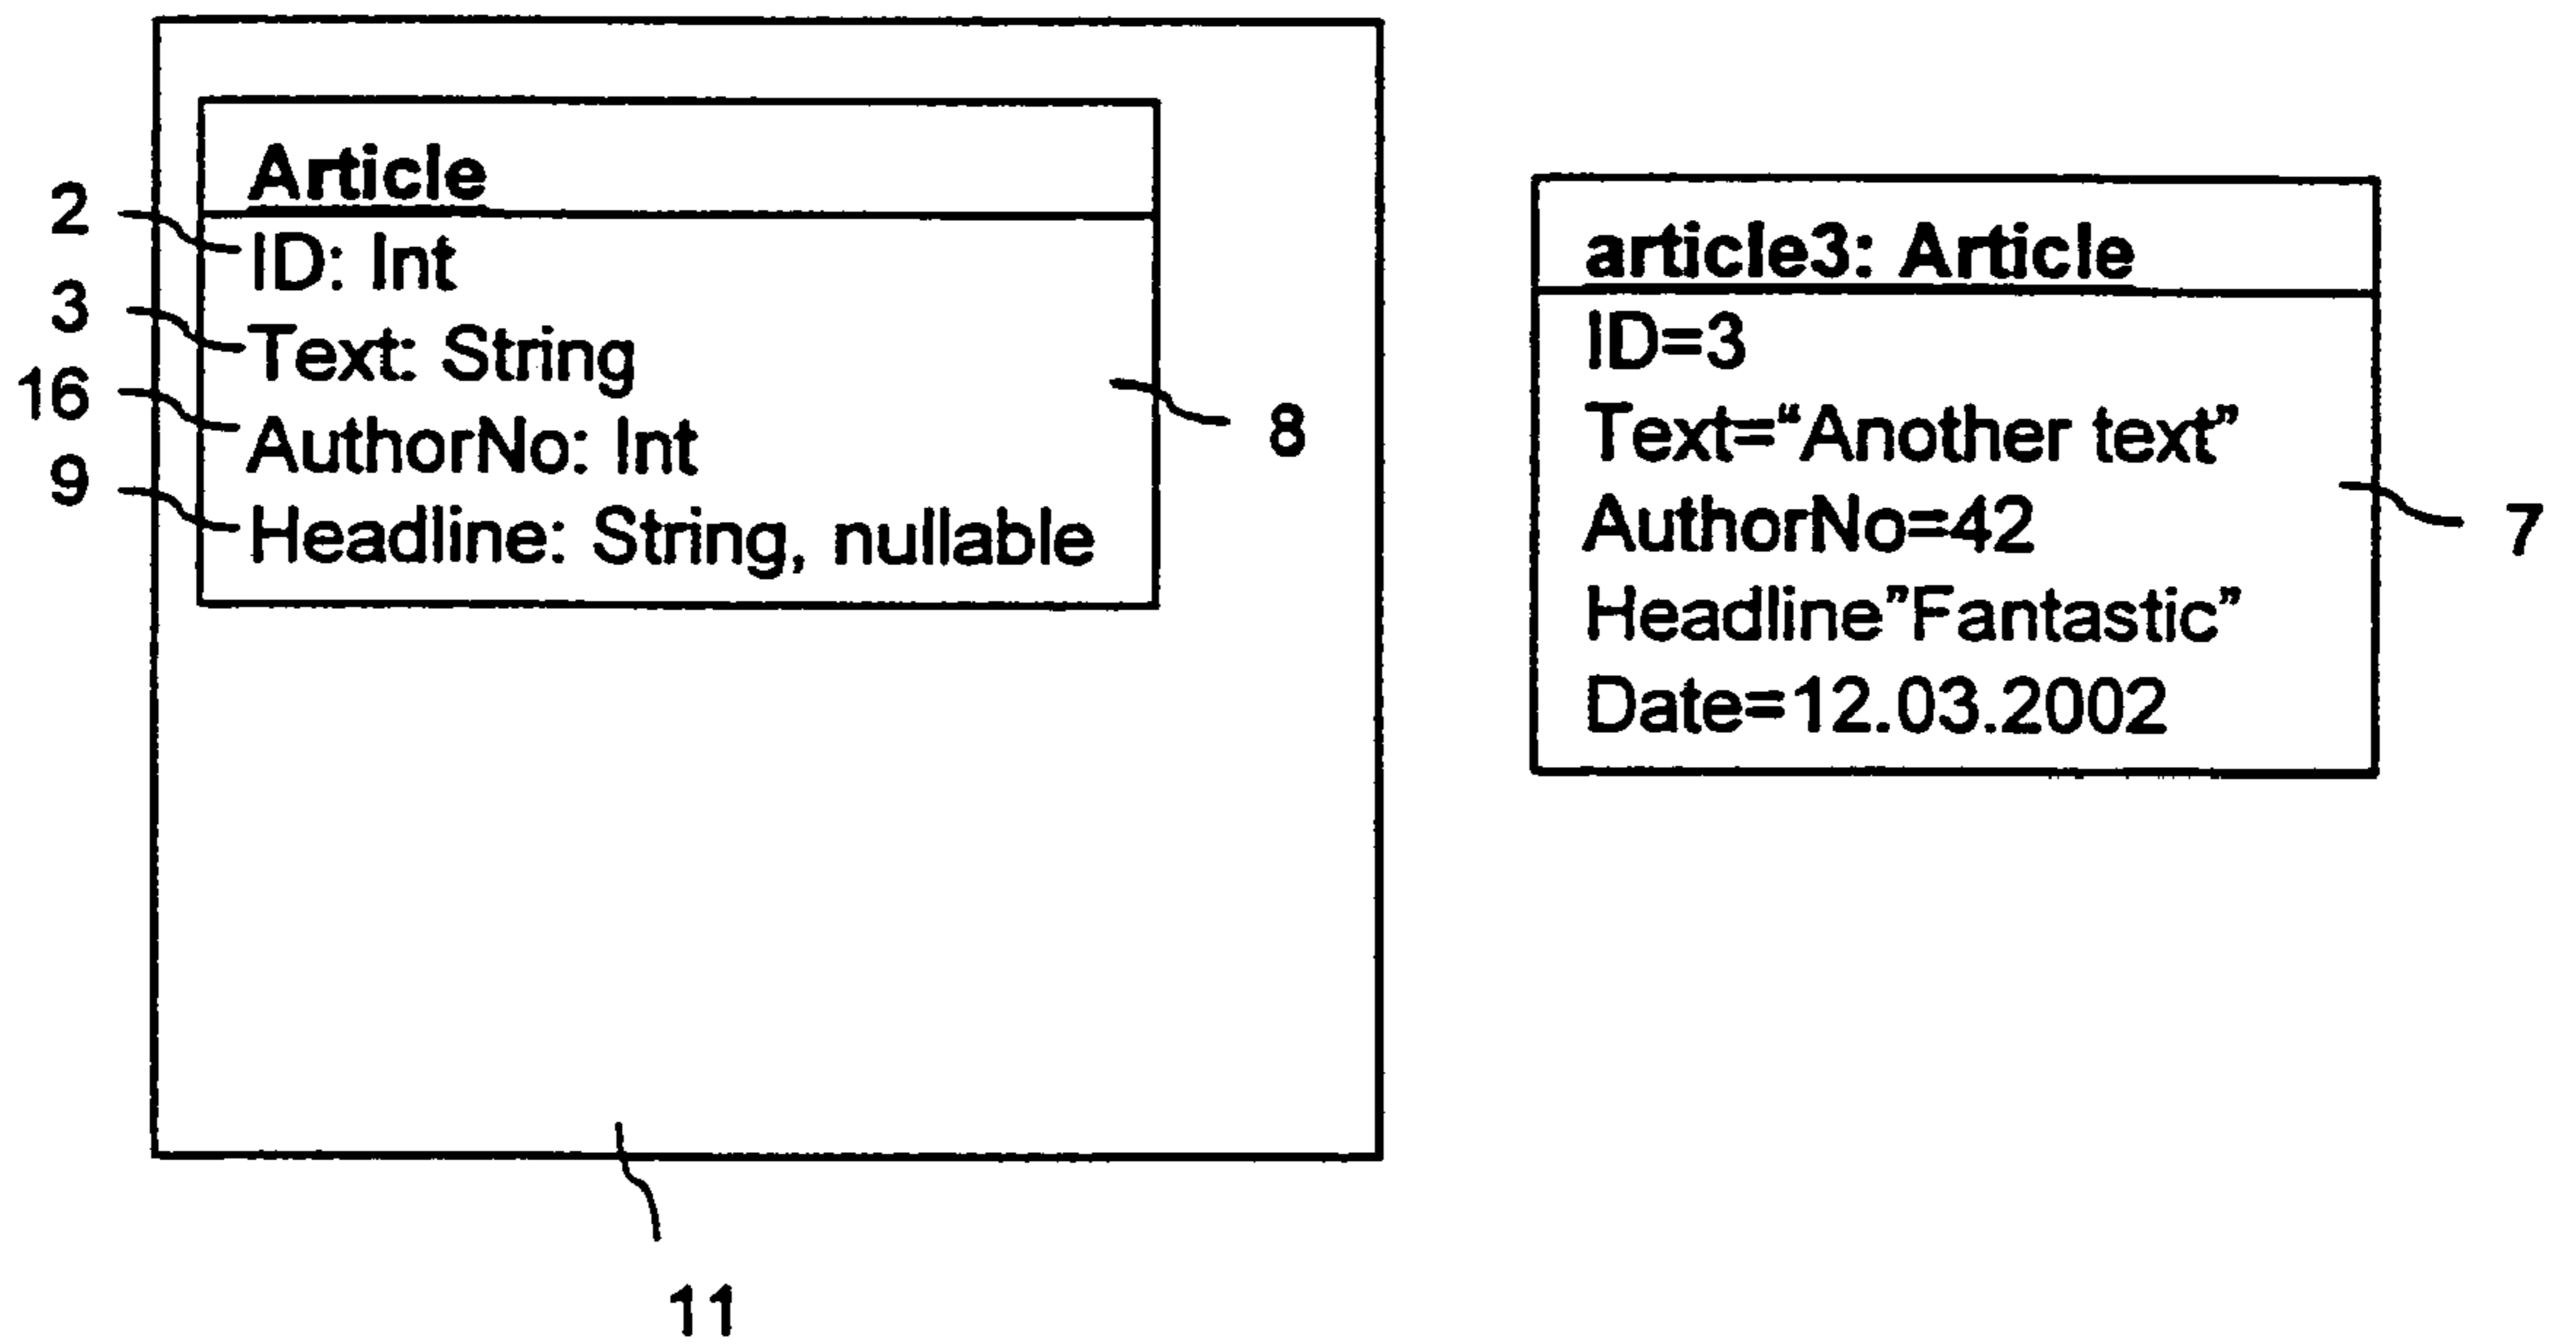 Article
2
ID: Int
3
Text: String
16
AuthorNo: Int
8
9
Headline: String, nullable
11
article3: Article
ID=3
Text=“Another text”
AuthorNo=42
7
Headline”Fantastic”
Date=12.03.2002